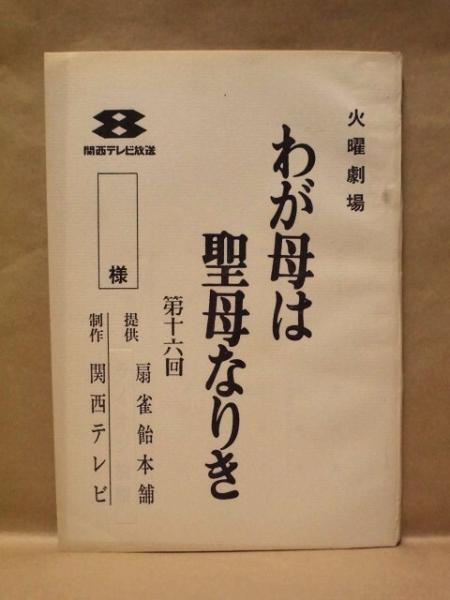 火曜劇場
わが母は
聖母なりき
第十六回
関西テレビ放送
様
提供 扇雀飴本舗
制作 関西テレビ